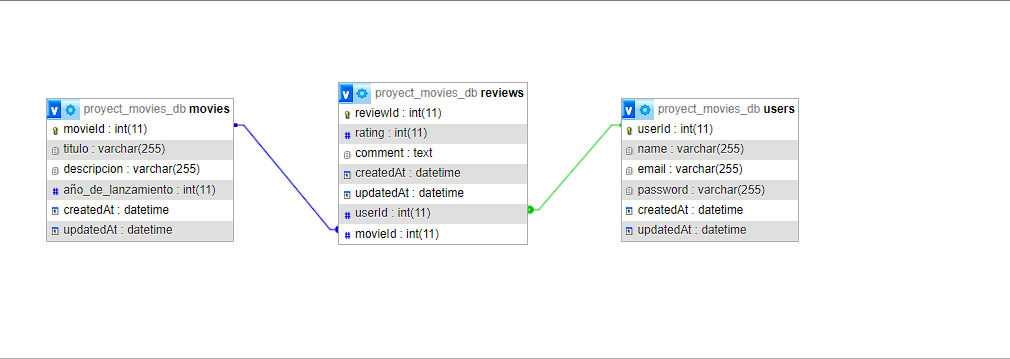 v proyect_movies_db movies
movieId : int(11)
titulo : varchar(255)
descripcion : varchar(255)
# año_de_lanzamiento : int(11)
createdAt : datetime
updatedAt : datetime
v proyect_movies_db reviews
reviewId : int(11)
# rating : int(11)
comment : text
createdAt : datetime
updatedAt : datetime
# userId : int(11)
# movieId : int(11)
v proyect_movies_db users
userId : int(11)
name : varchar(255)
email : varchar(255)
password : varchar(255)
createdAt : datetime
updatedAt : datetime